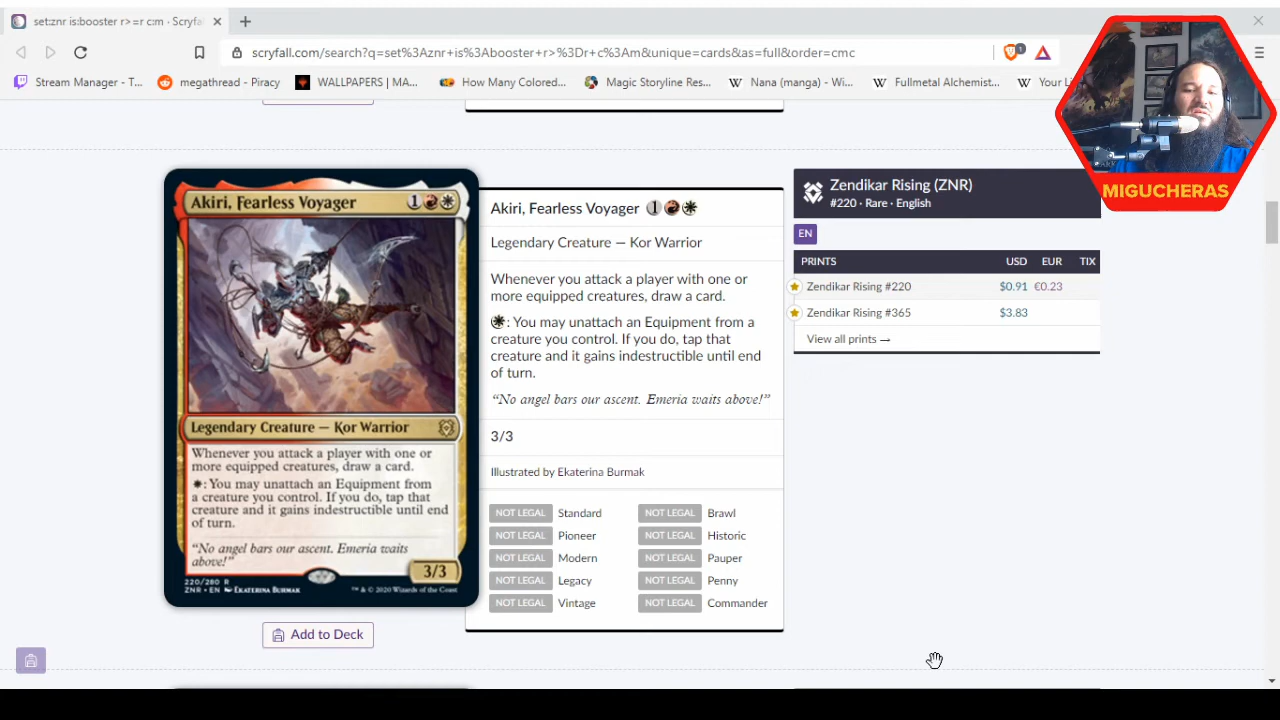 set:znr is:booster r>=r c:m · Scryfa
scryfall.com/search?q=set%3Aznr+is%3Abooster+r>%3Dr+c%3Am&unique=cards&as=full&order=cmc
1
Stream Manager - T...
megathread - Piracy
WALLPAPERS | MA...
How Many Colored...
Magic Storyline Res...
Nana (manga) - Wi...
Fullmetal Alchemist...
Your Li
MIGUCHERAS
Akiri, Fearless Voyager 1
Legendary Creature — Kor Warrior
Whenever you attack a player with one or
more equipped creatures, draw a card.
: You may unattach an Equipment from
a creature you control. If you do, tap that
creature and it gains indestructible until end
of turn.
"No angel bars our ascent. Emeria waits
above!"
3/3
220/280 R
ZNR • EN EKATERINA BURMAK
™ & © 2020 Wizards of the Coast
Add to Deck
Akiri, Fearless Voyager 1
Legendary Creature — Kor Warrior
Whenever you attack a player with one or
more equipped creatures, draw a card.
: You may unattach an Equipment from a
creature you control. If you do, tap that
creature and it gains indestructible until end
of turn.
"No angel bars our ascent. Emeria waits above!"
3/3
Illustrated by Ekaterina Burmak
NOT LEGAL Standard NOT LEGAL Brawl
NOT LEGAL Pioneer NOT LEGAL Historic
NOT LEGAL Modern NOT LEGAL Pauper
NOT LEGAL Legacy NOT LEGAL Penny
NOT LEGAL Vintage NOT LEGAL Commander
Zendikar Rising (ZNR)
#220 · Rare · English
EN
PRINTS USD EUR TIX
Zendikar Rising #220 $0.91 €0.23
Zendikar Rising #365 $3.83
View all prints →